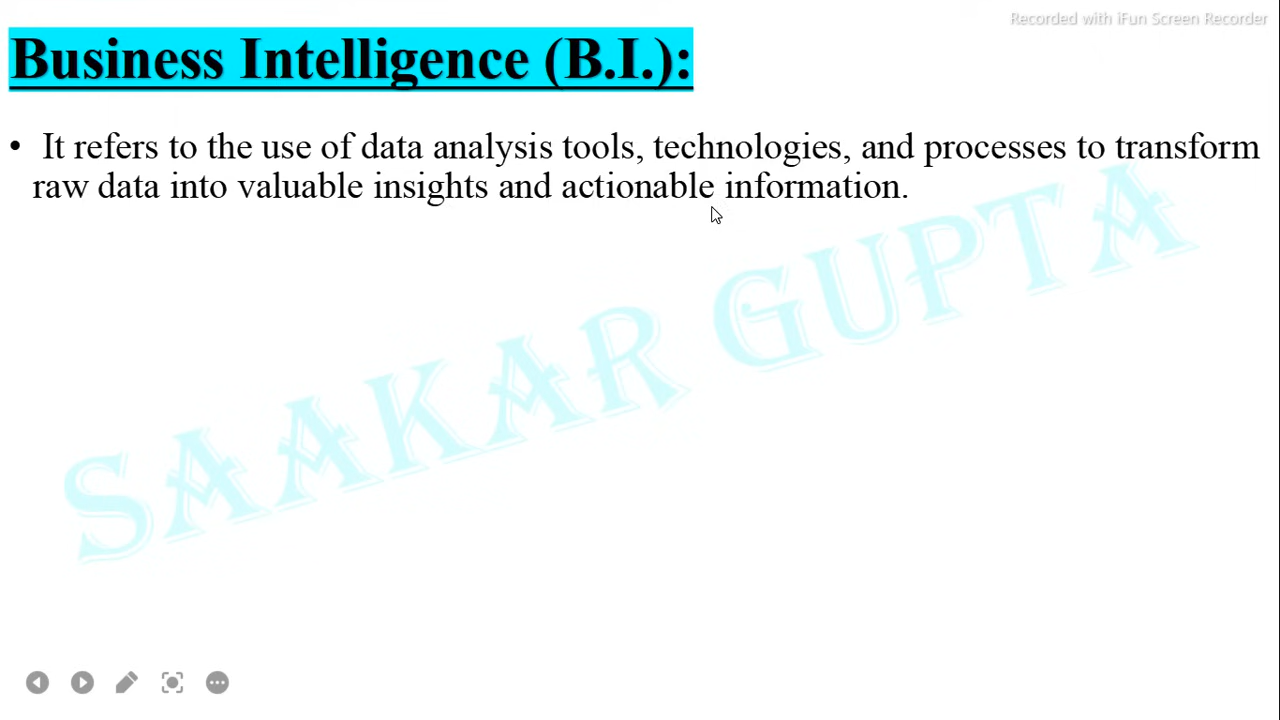 Recorded with iFun Screen Recorder
Business Intelligence (B.I.):
• It refers to the use of data analysis tools, technologies, and processes to transform
raw data into valuable insights and actionable information.
SAAKAR GUPTA